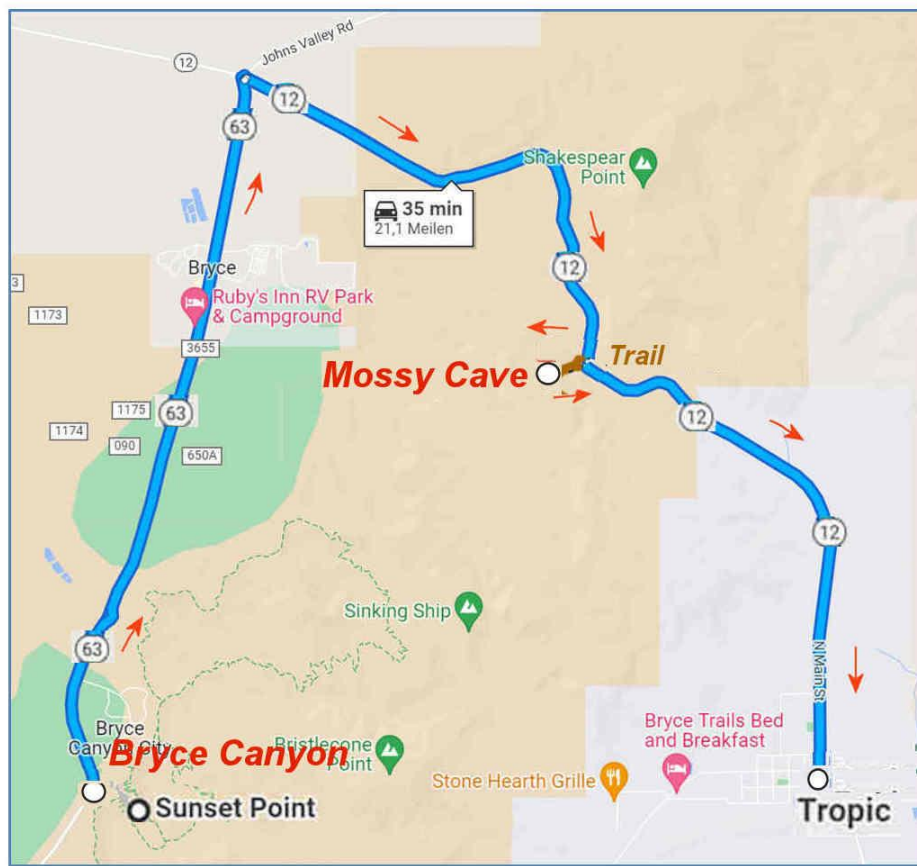 Johns Valley Rd
12
12
63
Shakespear
Point
35 min
21,1 Meilen
Bryce
12
3
1173
Ruby's Inn RV Park
& Campground
3655
Trail
Mossy Cave
1175
63
12
1174
090
650A
12
Sinking Ship
63
N Main St
Bryce
Canyon City
Bryce Canyon
Bristlecone
Point
Bryce Trails Bed
and Breakfast
Stone Hearth Grille
Sunset Point
Tropic